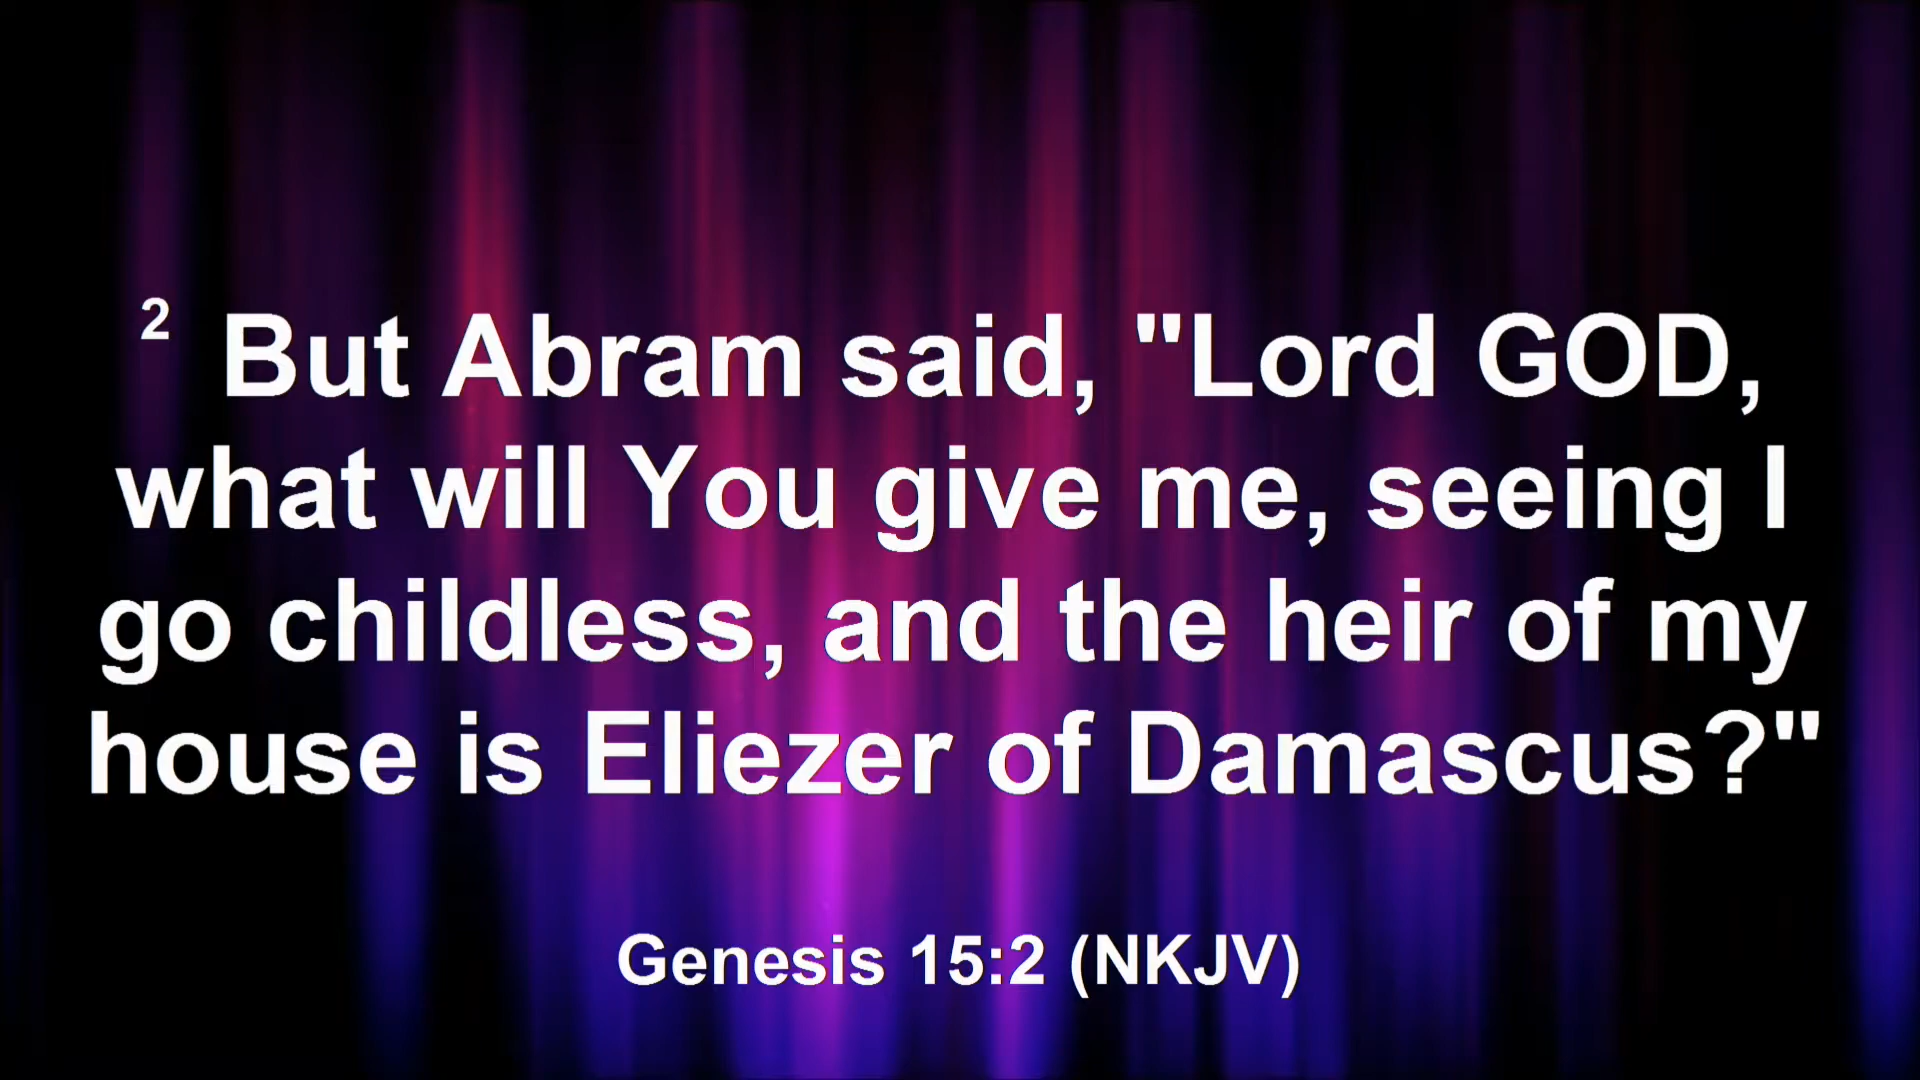 2 But Abram said, "Lord GOD,
what will You give me, seeing I
go childless, and the heir of my
house is Eliezer of Damascus?"
Genesis 15:2 (NKJV)